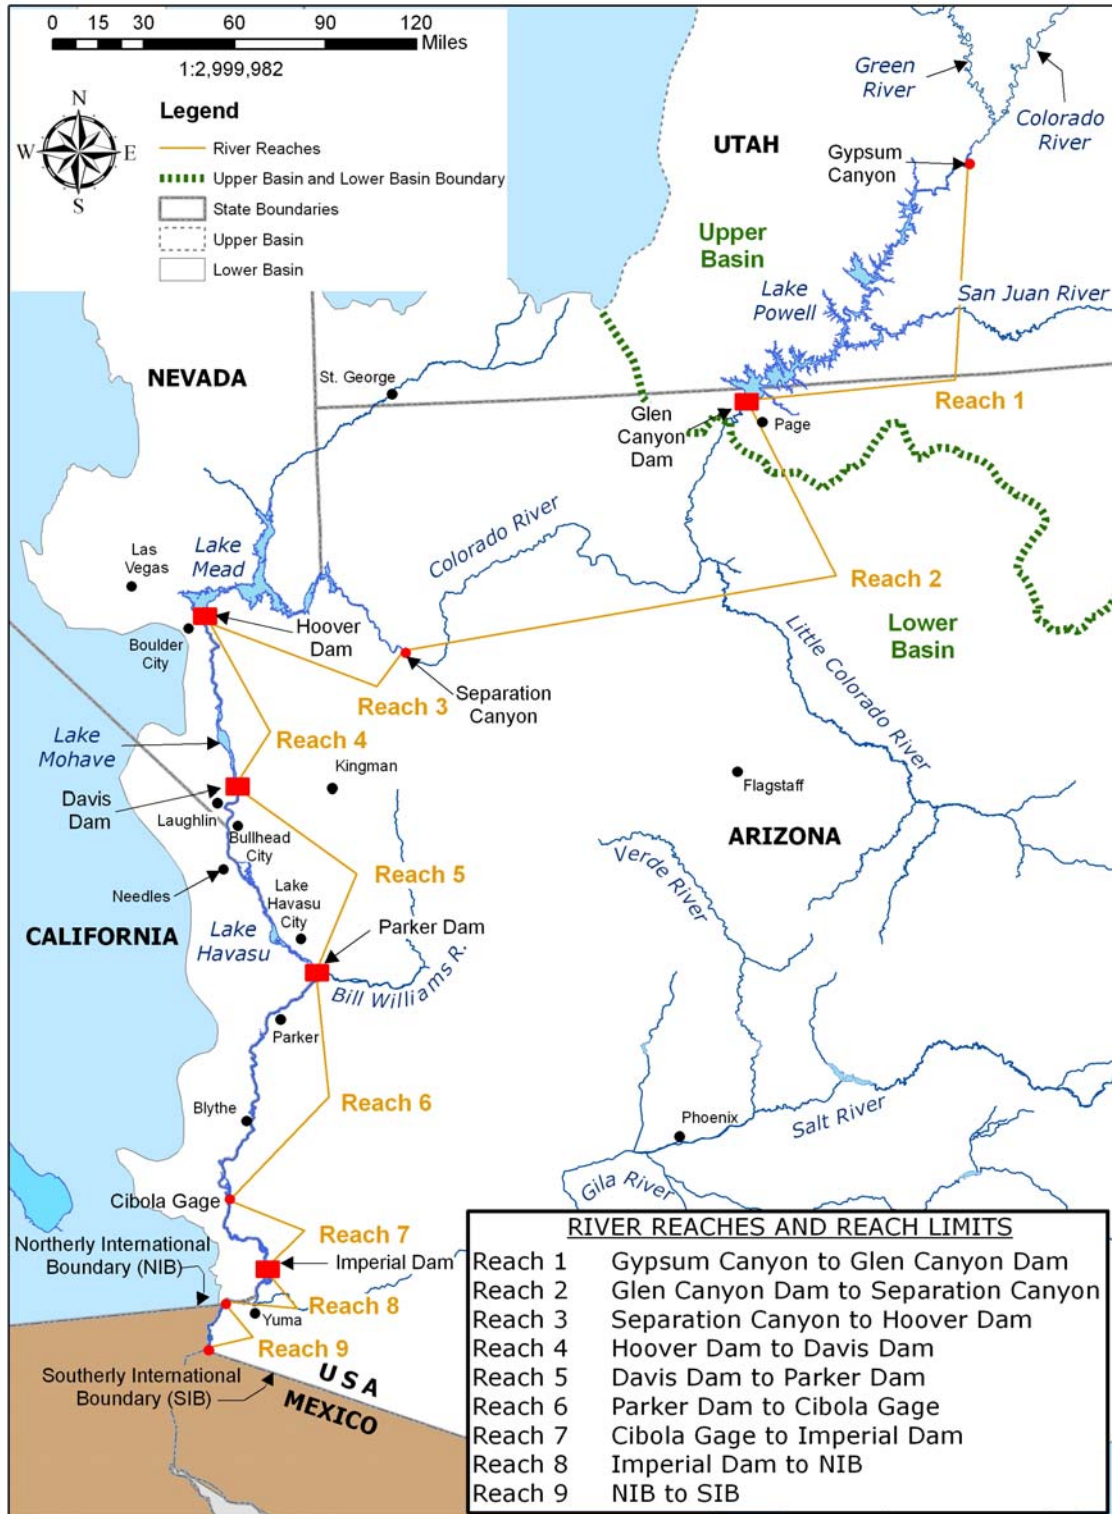 0 15 30 60 90 120
Miles
1:2,999,982
N
W E
S
Legend
River Reaches
Upper Basin and Lower Basin Boundary
State Boundaries
Upper Basin
Lower Basin
Green
River
Colorado
River
UTAH
Gypsum
Canyon
Upper
Basin
Lake
Powell
San Juan River
NEVADA
St. George
Reach 1
Glen
Canyon
Dam
Page
Colorado River
Las
Vegas
Lake
Mead
Reach 2
Hoover
Dam
Boulder
City
Little Colorado River
Lower
Basin
Separation
Canyon
Reach 3
Reach 4
Lake
Mohave
Kingman
Flagstaff
Davis
Dam
Laughlin
Bullhead
City
ARIZONA
Verde River
Needles
Reach 5
Lake
Havasu
City
CALIFORNIA
Lake
Havasu
Parker Dam
Bill Williams R.
Parker
Reach 6
Blythe
Phoenix
Salt River
Gila River
Cibola Gage
Reach 7
Northerly International
Boundary (NIB)
Imperial Dam
Reach 8
Yuma
Reach 9
Southerly International
Boundary (SIB)
USA
MEXICO
RIVER REACHES AND REACH LIMITS
Reach 1 Gypsum Canyon to Glen Canyon Dam
Reach 2 Glen Canyon Dam to Separation Canyon
Reach 3 Separation Canyon to Hoover Dam
Reach 4 Hoover Dam to Davis Dam
Reach 5 Davis Dam to Parker Dam
Reach 6 Parker Dam to Cibola Gage
Reach 7 Cibola Gage to Imperial Dam
Reach 8 Imperial Dam to NIB
Reach 9 NIB to SIB